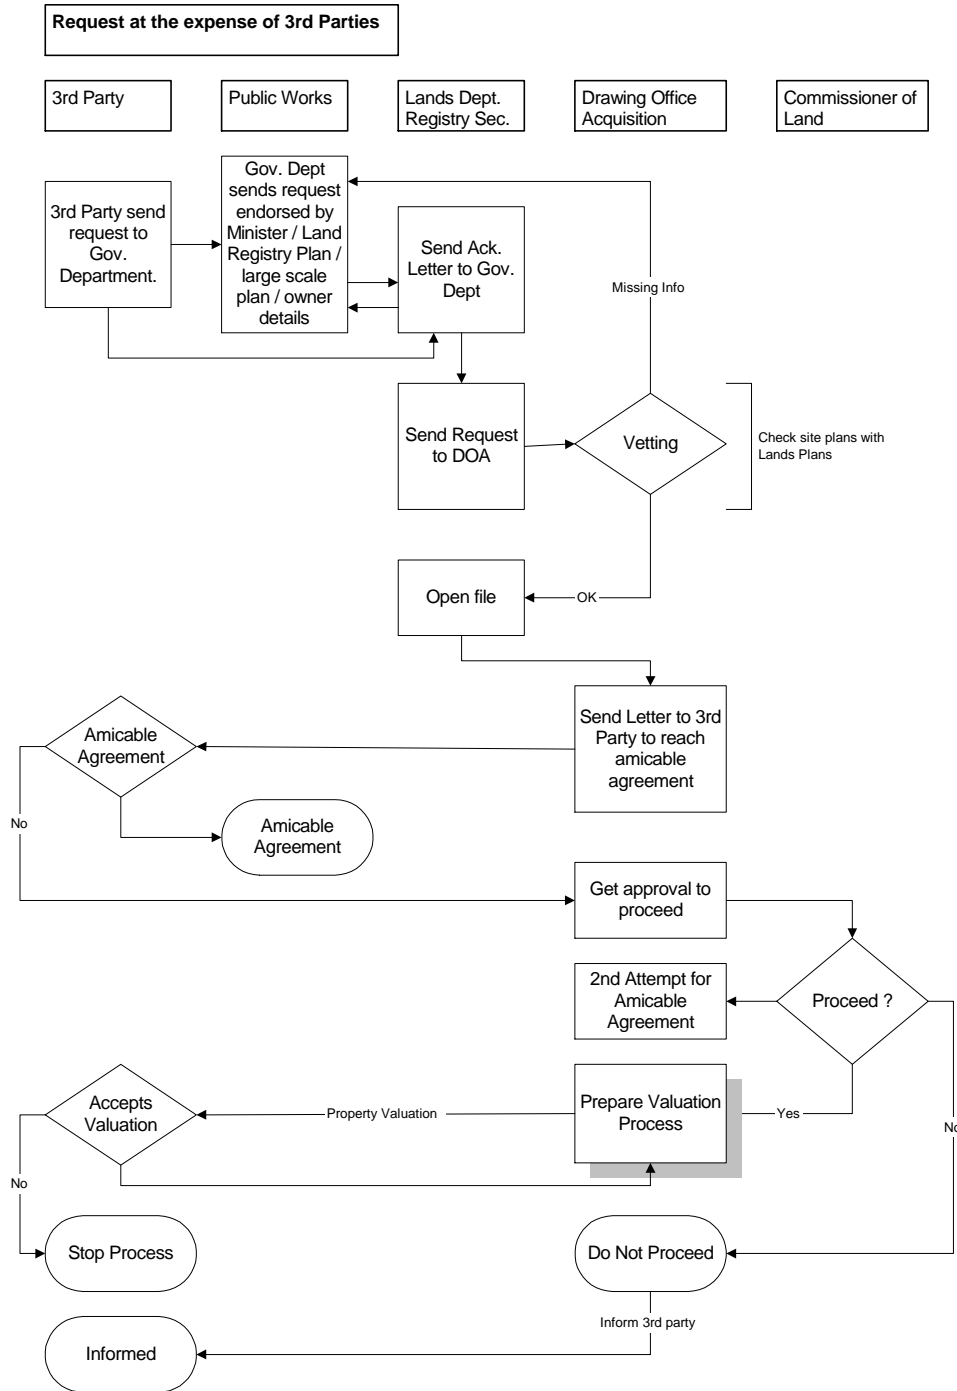 Request at the expense of 3rd Parties
3rd Party
Public Works
Lands Dept.
Registry Sec.
Drawing Office
Acquisition
Commissioner of
Land
3rd Party send
request to
Gov.
Department.
Gov. Dept
sends request
endorsed by
Minister / Land
Registry Plan /
large scale
plan / owner
details
Send Ack.
Letter to Gov.
Dept
Missing Info
Send Request
to DOA
Vetting
Check site plans with
Lands Plans
Open file
OK
Send Letter to 3rd
Party to reach
amicable
agreement
Amicable
Agreement
No
Amicable
Agreement
Get approval to
proceed
2nd Attempt for
Amicable
Agreement
Proceed ?
Accepts
Valuation
Property Valuation
Prepare Valuation
Process
Yes
No
No
Stop Process
Do Not Proceed
Inform 3rd party
Informed